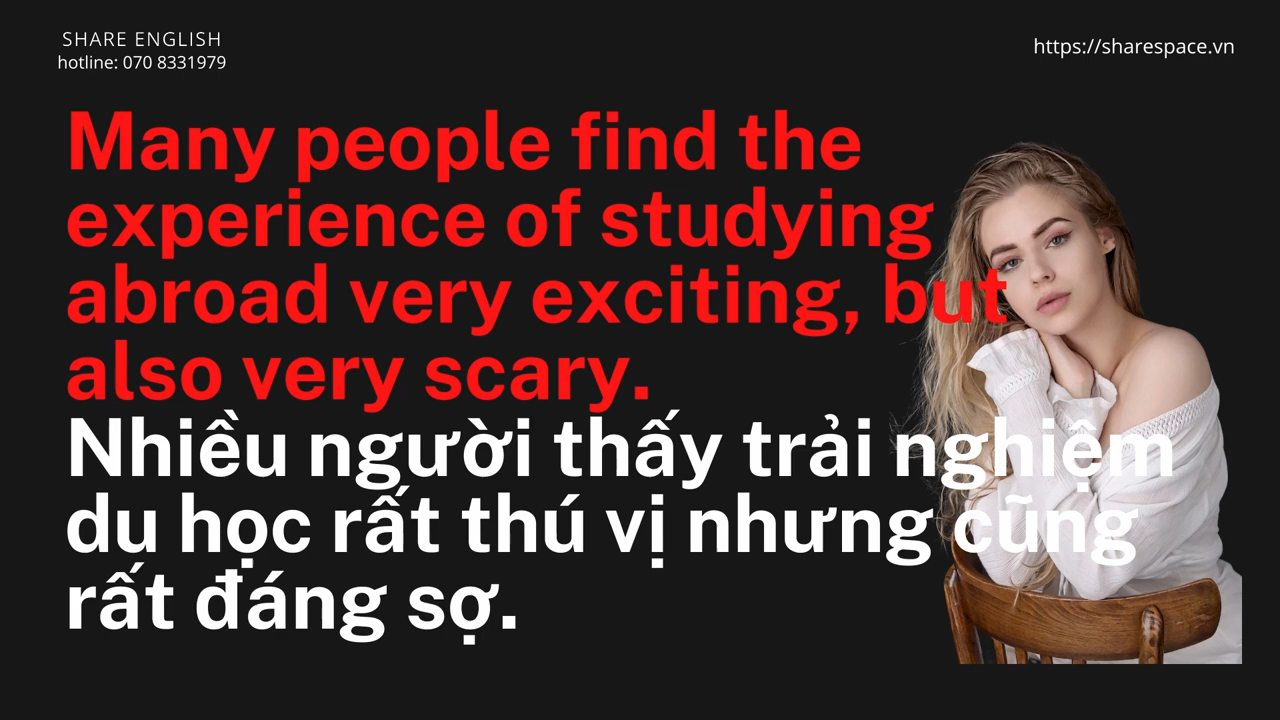 SHARE ENGLISH
hotline: 070 8331979
https://sharespace.vn
Many people find the
experience of studying
abroad very exciting, but
also very scary.
Nhiều người thấy trải nghiệm
du học rất thú vị nhưng cũng
rất đáng sợ.